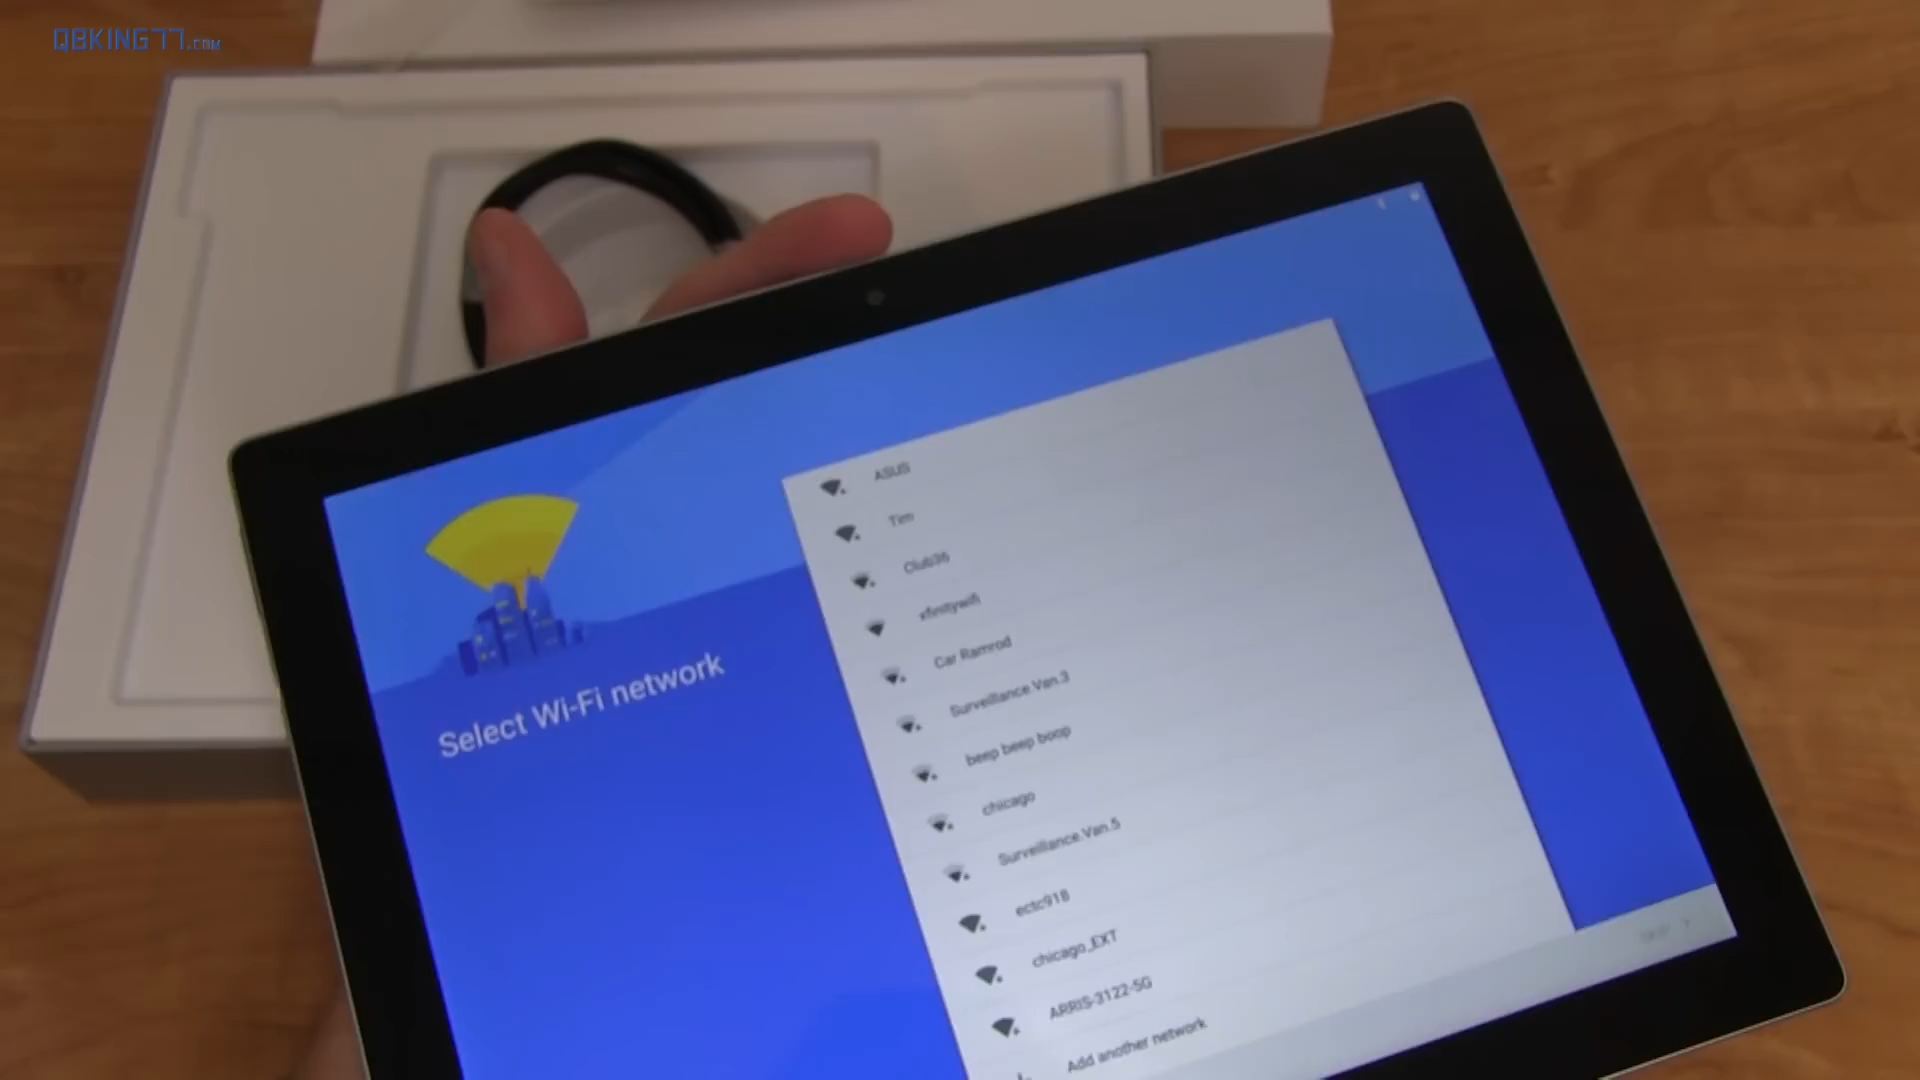 QBKING77.COM
ASUS
Tim
Club36
xfinitywifi
Car Ramrod
Surveillance.Van.3
beep beep boop
chicago
Surveillance.Van.5
ectc918
chicago_EXT
ARRIS-3122-5G
Add another network
Select Wi-Fi network
SKIP